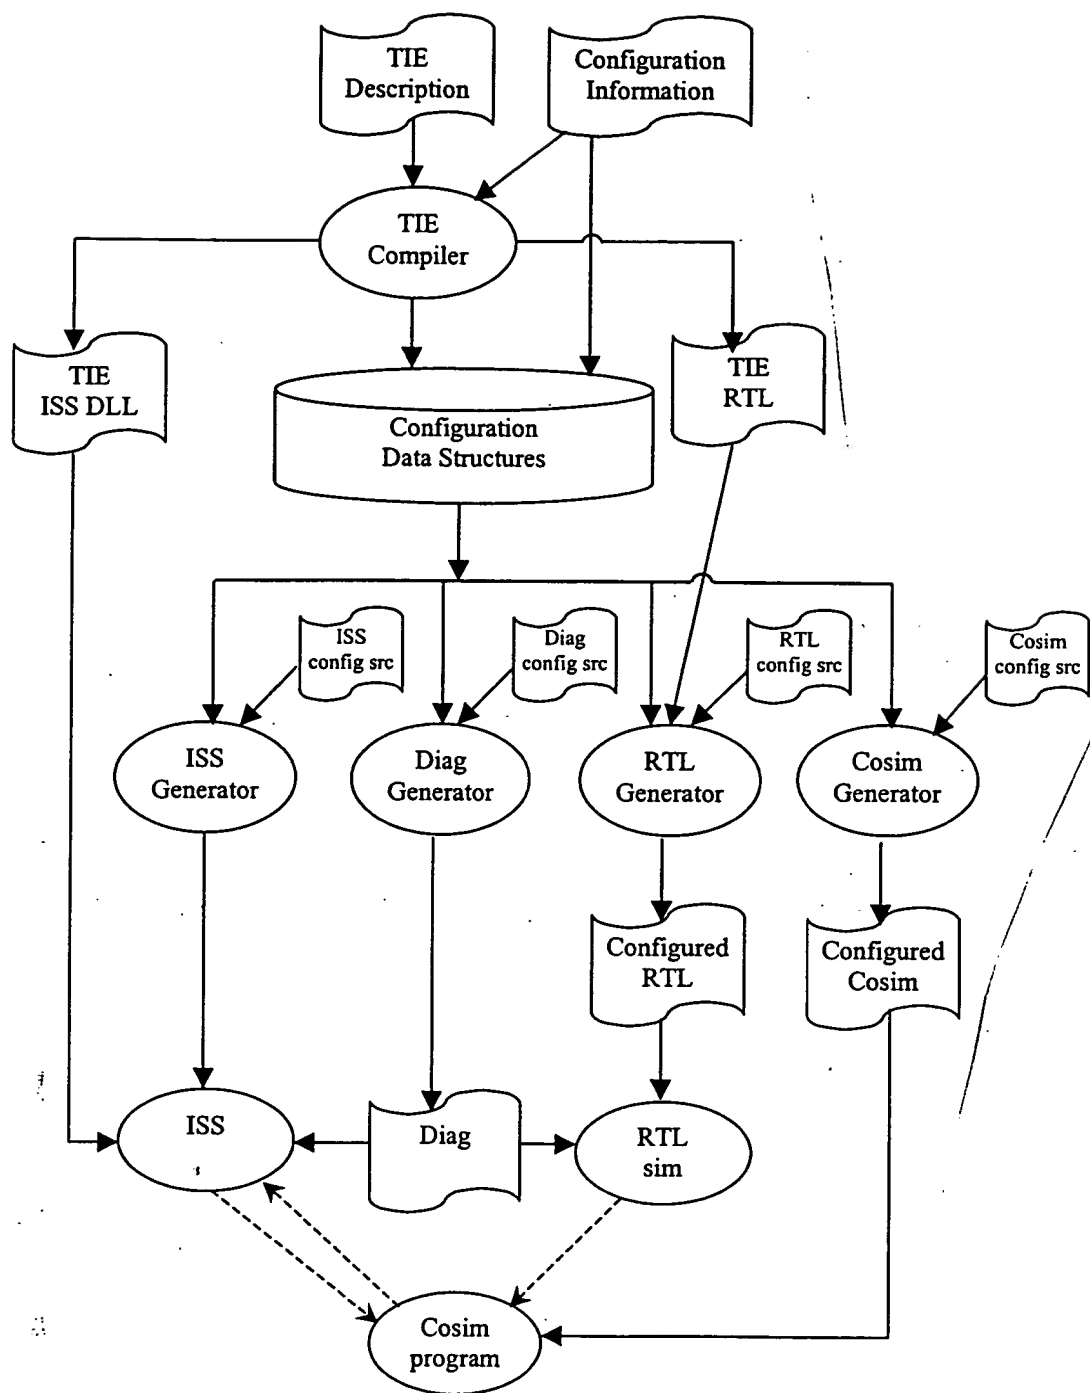 TIE
Description
Configuration
Information
TIE
Compiler
TIE
ISS DLL
Configuration
Data Structures
TIE
RTL
ISS
config src
Diag
config src
RTL
config src
Cosim
config src
ISS
Generator
Diag
Generator
RTL
Generator
Cosim
Generator
Configured
RTL
Configured
Cosim
ISS
Diag
RTL
sim
Cosim
program